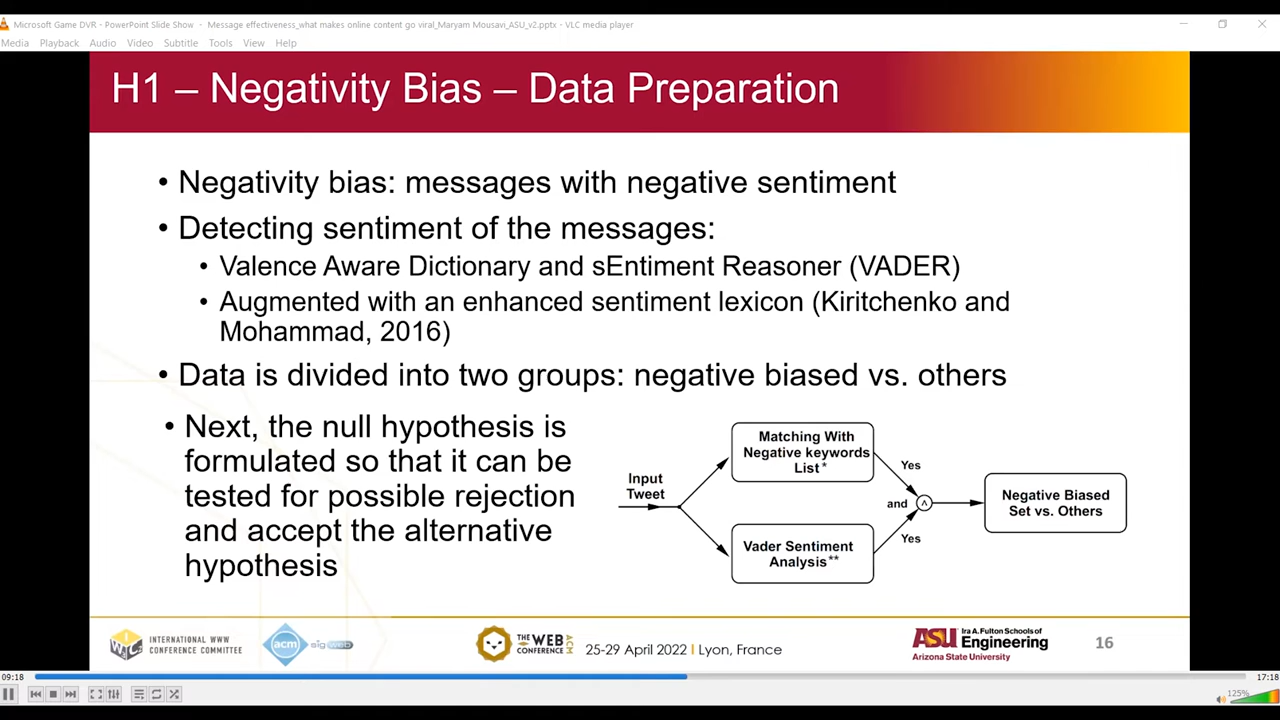 Microsoft Game DVR - PowerPoint Slide Show - Message effectiveness_what makes online content go viral_Maryam Mousavi_ASU_v2.pptx - VLC media player
Media Playback Audio Video Subtitle Tools View Help
H1 – Negativity Bias – Data Preparation
• Negativity bias: messages with negative sentiment
• Detecting sentiment of the messages:
• Valence Aware Dictionary and sEntiment Reasoner (VADER)
• Augmented with an enhanced sentiment lexicon (Kiritchenko and
Mohammad, 2016)
• Data is divided into two groups: negative biased vs. others
• Next, the null hypothesis is
formulated so that it can be
tested for possible rejection
and accept the alternative
hypothesis
Input
Tweet
Matching With
Negative keywords
List*
Vader Sentiment
Analysis**
Yes
and
^
Yes
Negative Biased
Set vs. Others
INTERNATIONAL WWW
CONFERENCE COMMITTEE
acm
sigweb
THE WEB
CONFERENCE
ACM
25-29 April 2022 I Lyon, France
ASU Ira A. Fulton Schools of
Engineering
Arizona State University
16
09:18
17:18
125%